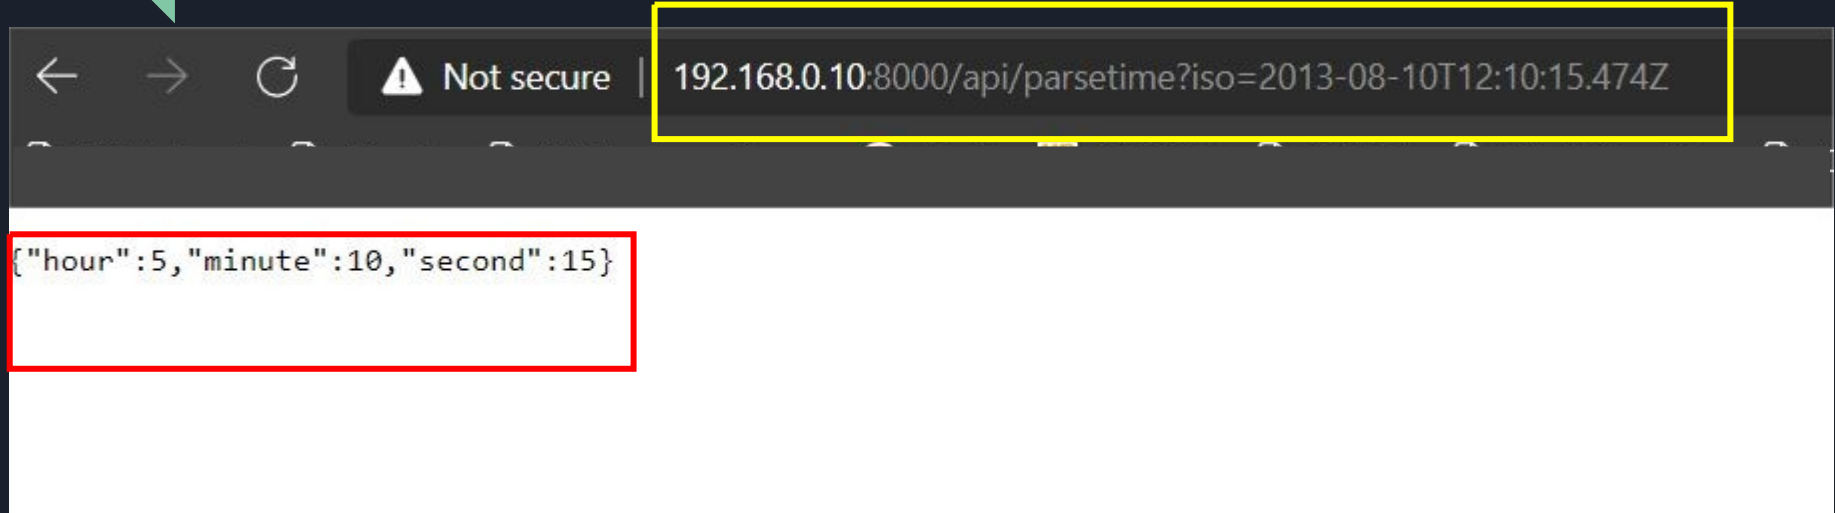 Not secure | 192.168.0.10:8000/api/parsetime?iso=2013-08-10T12:10:15.474Z
{"hour":5,"minute":10,"second":15}